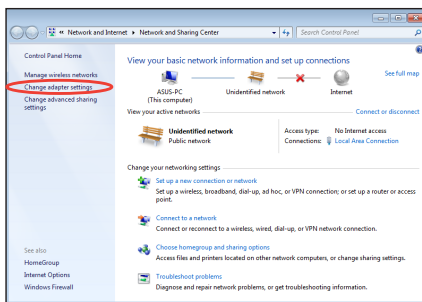 « Network and Internet ▸ Network and Sharing Center
Search Control Panel
Control Panel Home
Manage wireless networks
Change adapter settings
Change advanced sharing
settings
View your basic network information and set up connections
See full map
ASUS-PC
(This computer)
Unidentified network
Internet
View your active networks
Connect or disconnect
Unidentified network
Public network
Access type: No Internet access
Connections: Local Area Connection
Change your networking settings
Set up a new connection or network
Set up a wireless, broadband, dial-up, ad hoc, or VPN connection; or set up a router or access
point.
Connect to a network
Connect or reconnect to a wireless, wired, dial-up, or VPN network connection.
Choose homegroup and sharing options
Access files and printers located on other network computers, or change sharing settings.
Troubleshoot problems
Diagnose and repair network problems, or get troubleshooting information.
See also
HomeGroup
Internet Options
Windows Firewall